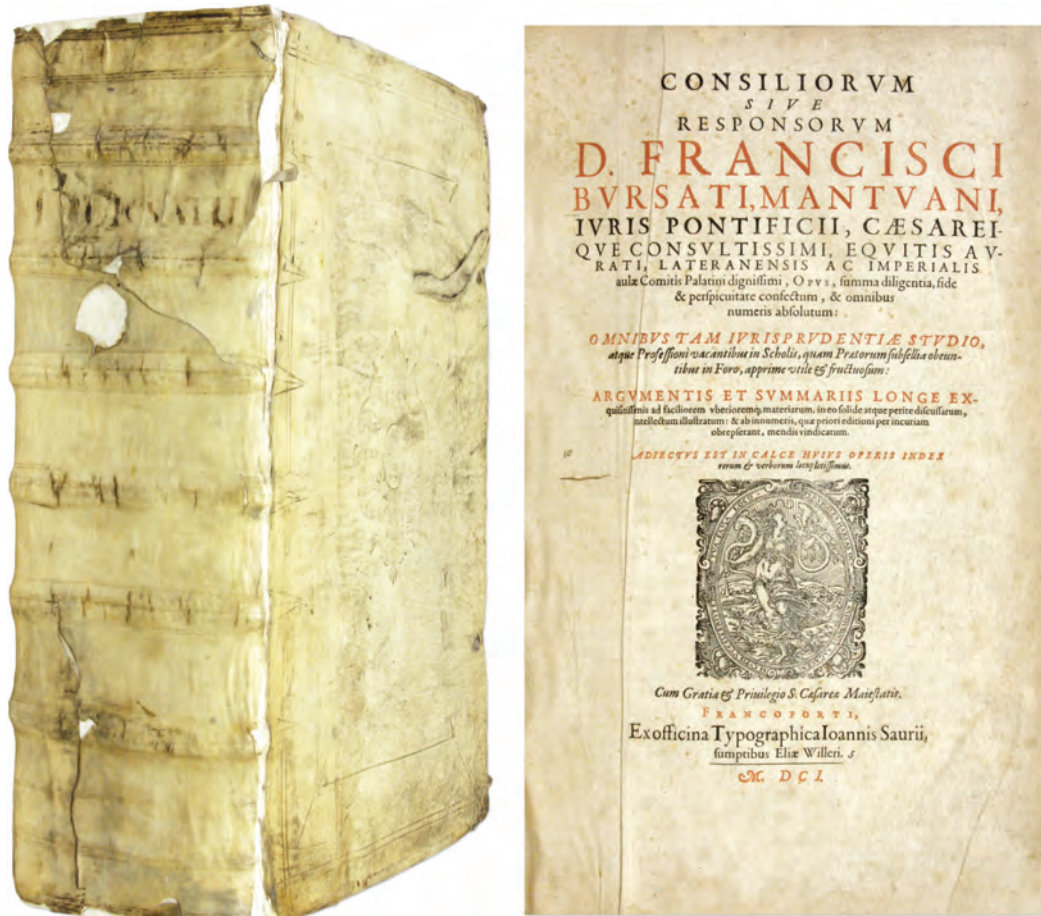 CONSILIORVM
SIVE
RESPONSORVM
D. FRANCISCI
BVRSATI, MANTVANI,
IVRIS PONTIFICII, CÆSAREI-
QVE CONSVLTISSIMI, EQVITIS AV-
RATI, LATERANENSIS AC IMPERIALIS
aulæ Comitis Palatini dignissimi, OPVS, summa diligentia, fide
& perspicuitate confectum, & omnibus
numeris absolutum:
OMNIBVS TAM IVRISPRVDENTIÆ STVDIO,
atque Professioni vacantibus in Scholis, quam Prætorum subsellia obeun-
tibus in Foro, apprime vtile & fructuosum:
ARGVMENTIS ET SVMMARIIS LONGE EX-
quisitissimis ad faciliorem vberioremq; materiarum, in eo solide atque perite discussarum,
intellectum illustratum: & ab innumeris, quæ priori editioni per incuriam
obrepserant, mendis vindicatum.
ADIECTVS EST IN CALCE HVIVS OPERIS INDEX
rerum & verborum locupletissimus.
Cum Gratia & Priuilegio S. Cæsareæ Maiestatis.
FRANCOFORTI,
Ex officina Typographica Ioannis Saurii,
sumptibus Eliæ Willeri. 5
M. DCI.